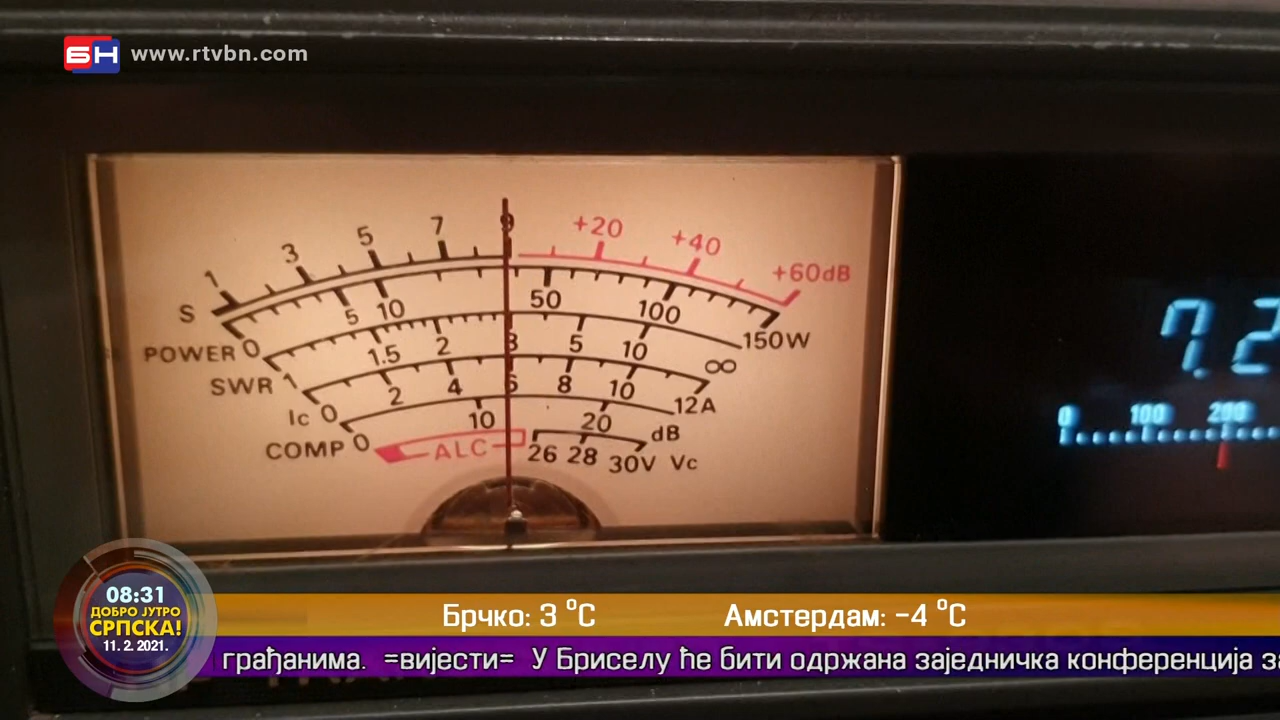 БН www.rtvbn.com
S 1 3 5 7 9 +20 +40 +60dB
POWER 0 5 10 50 100 150W
SWR 1 1.5 2 3 5 10 ∞
Ic 0 2 4 6 8 10 12A
COMP 0 10 20 dB
ALC 26 28 30V Vc
7.2
0 100 200
08:31
ДОБРО ЈУТРО
СРПСКА!
11. 2. 2021.
Брчко: 3 °C Амстердам: -4 °C
грађанима. =вијести= У Бриселу ће бити одржана заједничка конференција